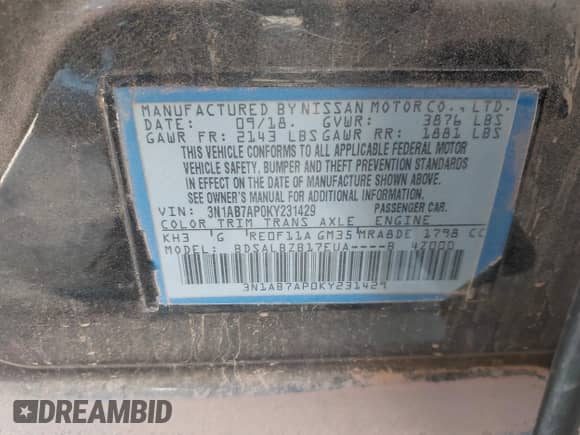 MANUFACTURED BY NISSAN MOTOR CO., LTD.
DATE: 09/18. GVWR: 3876 LBS
GAWR FR: 2143 LBS GAWR RR: 1881 LBS
THIS VEHICLE CONFORMS TO ALL APPLICABLE FEDERAL MOTOR
VEHICLE SAFETY. BUMPER AND THEFT PREVENTION STANDARDS
IN EFFECT ON THE DATE OF MANUFACTURE SHOWN ABOVE.
SEE OWNER'S MANUAL FOR ADDITIONAL INFORMATION
VIN: 3N1AB7AP0KY231429 PASSENGER CAR.
COLOR TRIM TRANS AXLE ENGINE
KH3 G RE0F11A GM35 MRA8DE 1798 CC
MODEL: BDSALBZB17EUA----B 42000
3N1AB7AP0KY231429
DREAMBID